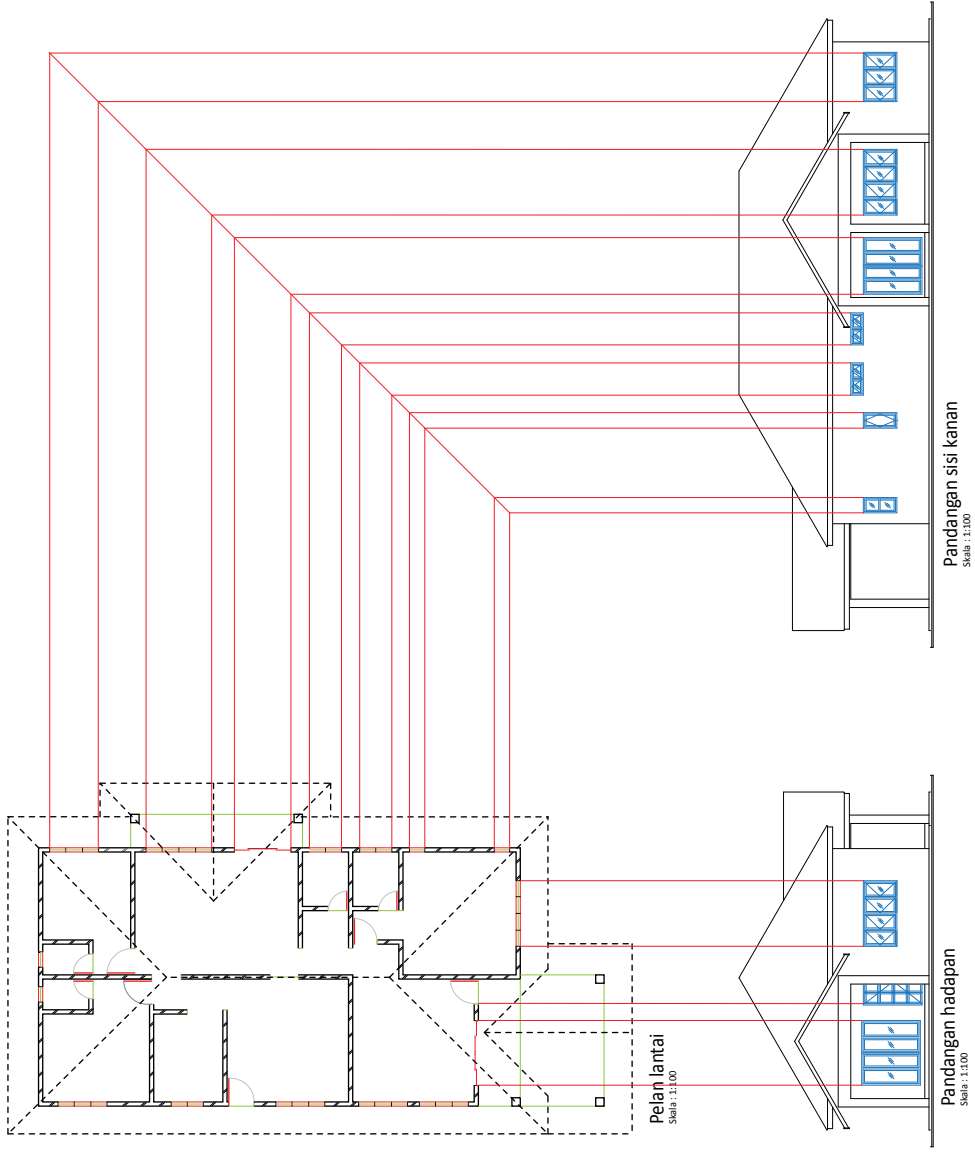 Pelan lantai
Skala : 1:100
Pandangan hadapan
Skala : 1:100
Pandangan sisi kanan
Skala : 1:100